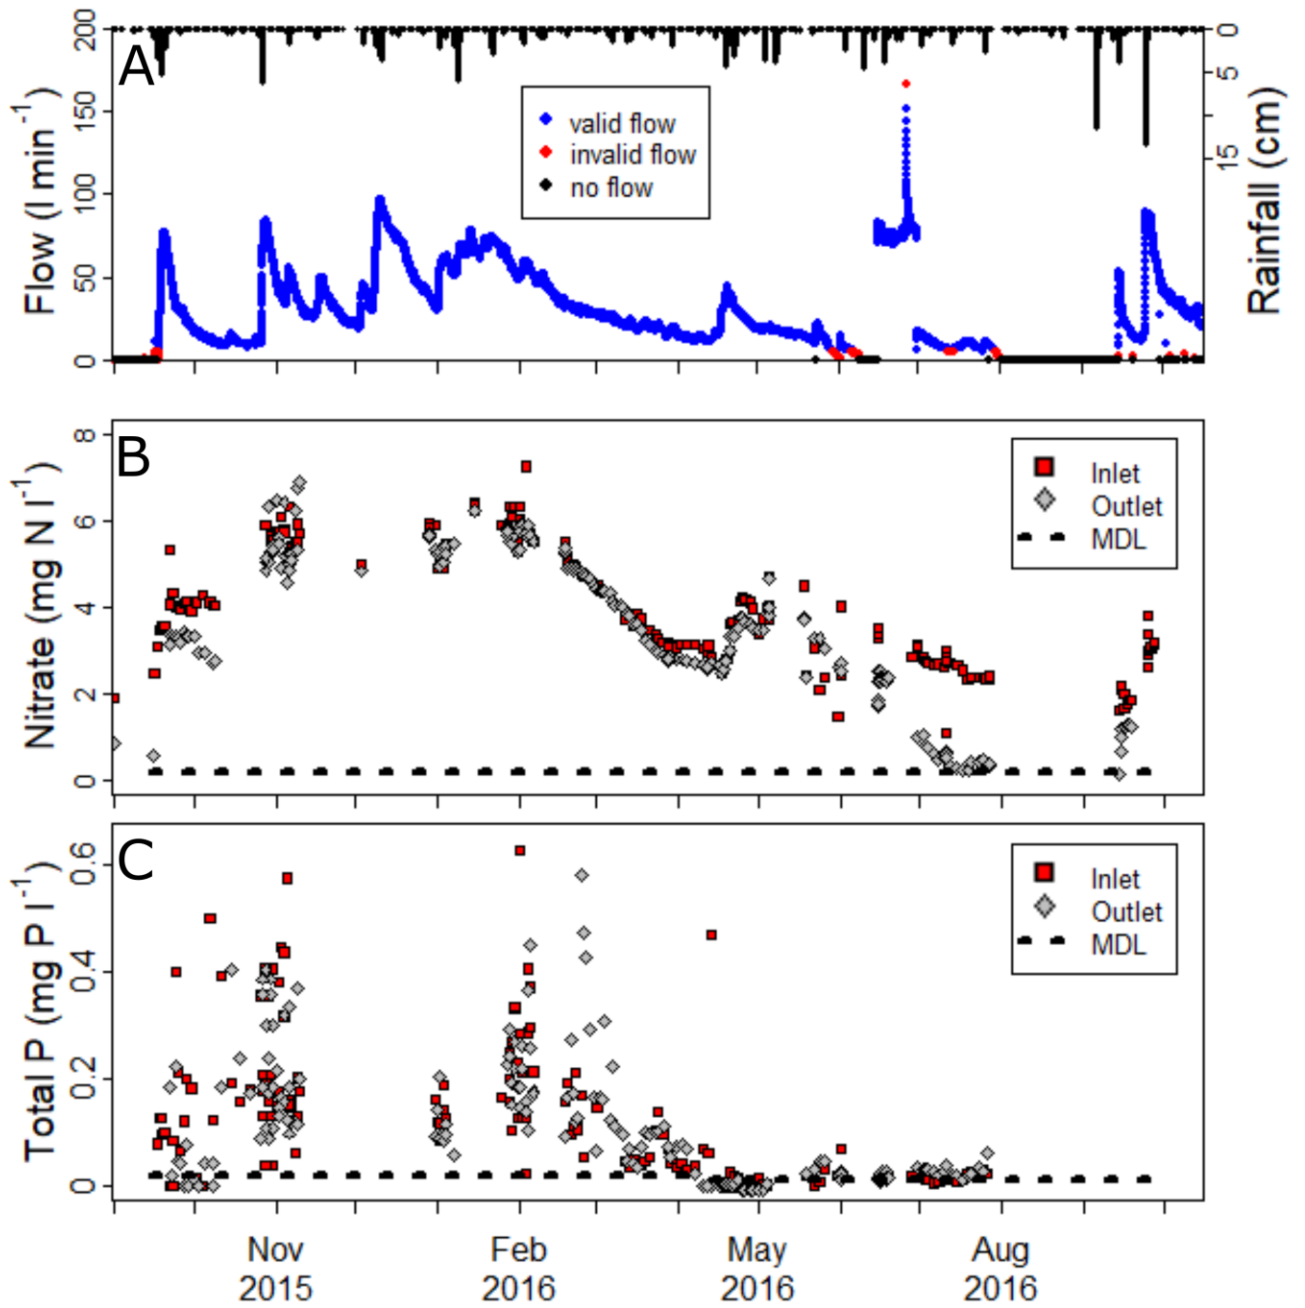 A
Flow (l min⁻¹)
200
150
100
50
0
valid flow
invalid flow
no flow
0
5
15
Rainfall (cm)
B
Nitrate (mg N l⁻¹)
8
6
4
2
0
Inlet
Outlet
MDL
C
Total P (mg P l⁻¹)
0.6
0.4
0.2
0
Inlet
Outlet
MDL
Nov Feb May Aug
2015 2016 2016 2016